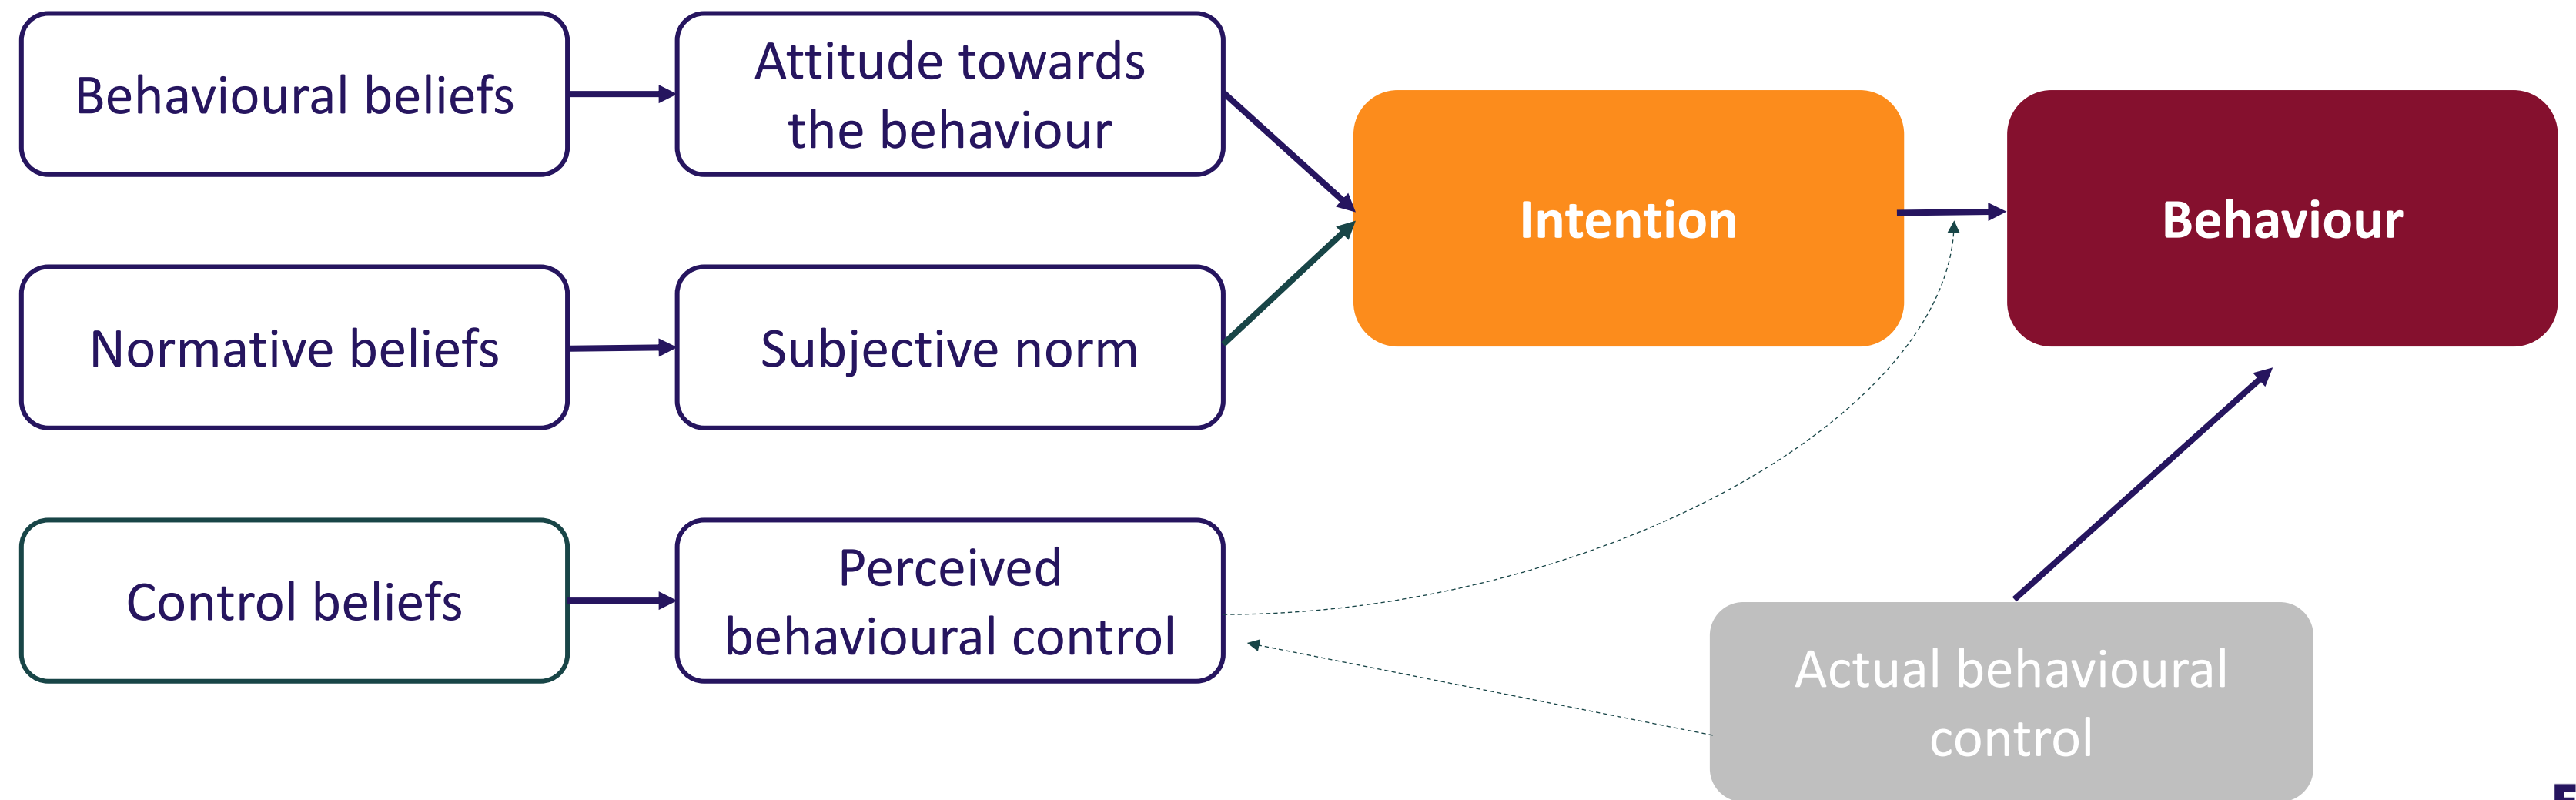 Behavioural beliefs
Attitude towards
the behaviour
Intention
Behaviour
Normative beliefs
Subjective norm
Control beliefs
Perceived
behavioural control
Actual behavioural
control